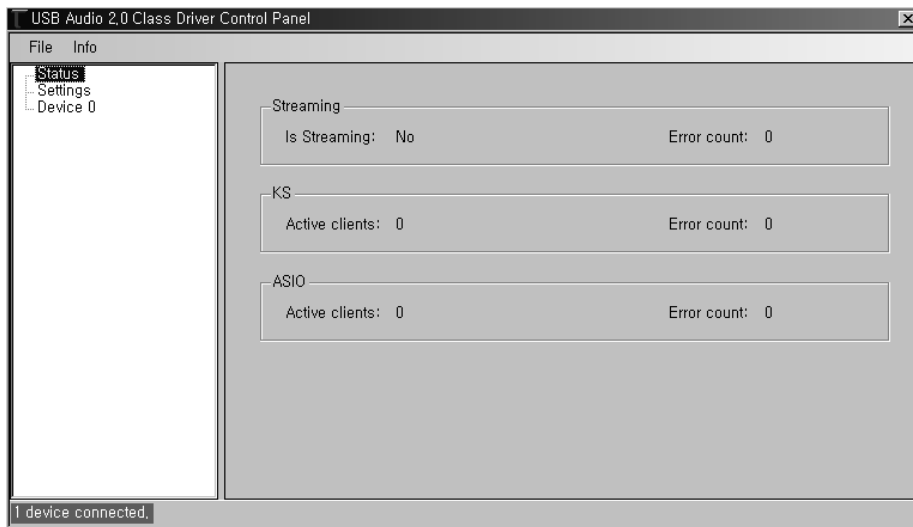 USB Audio 2.0 Class Driver Control Panel
File Info
Status
Settings
Device 0
Streaming
Is Streaming: No Error count: 0
KS
Active clients: 0 Error count: 0
ASIO
Active clients: 0 Error count: 0
1 device connected.